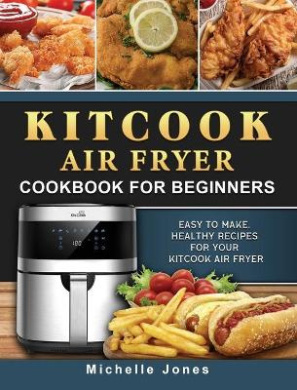 KITCOOK
AIR FRYER
COOKBOOK FOR BEGINNERS
EASY TO MAKE.
HEALTHY RECIPES
FOR YOUR
KITCOOK AIR FRYER
Michelle Jones